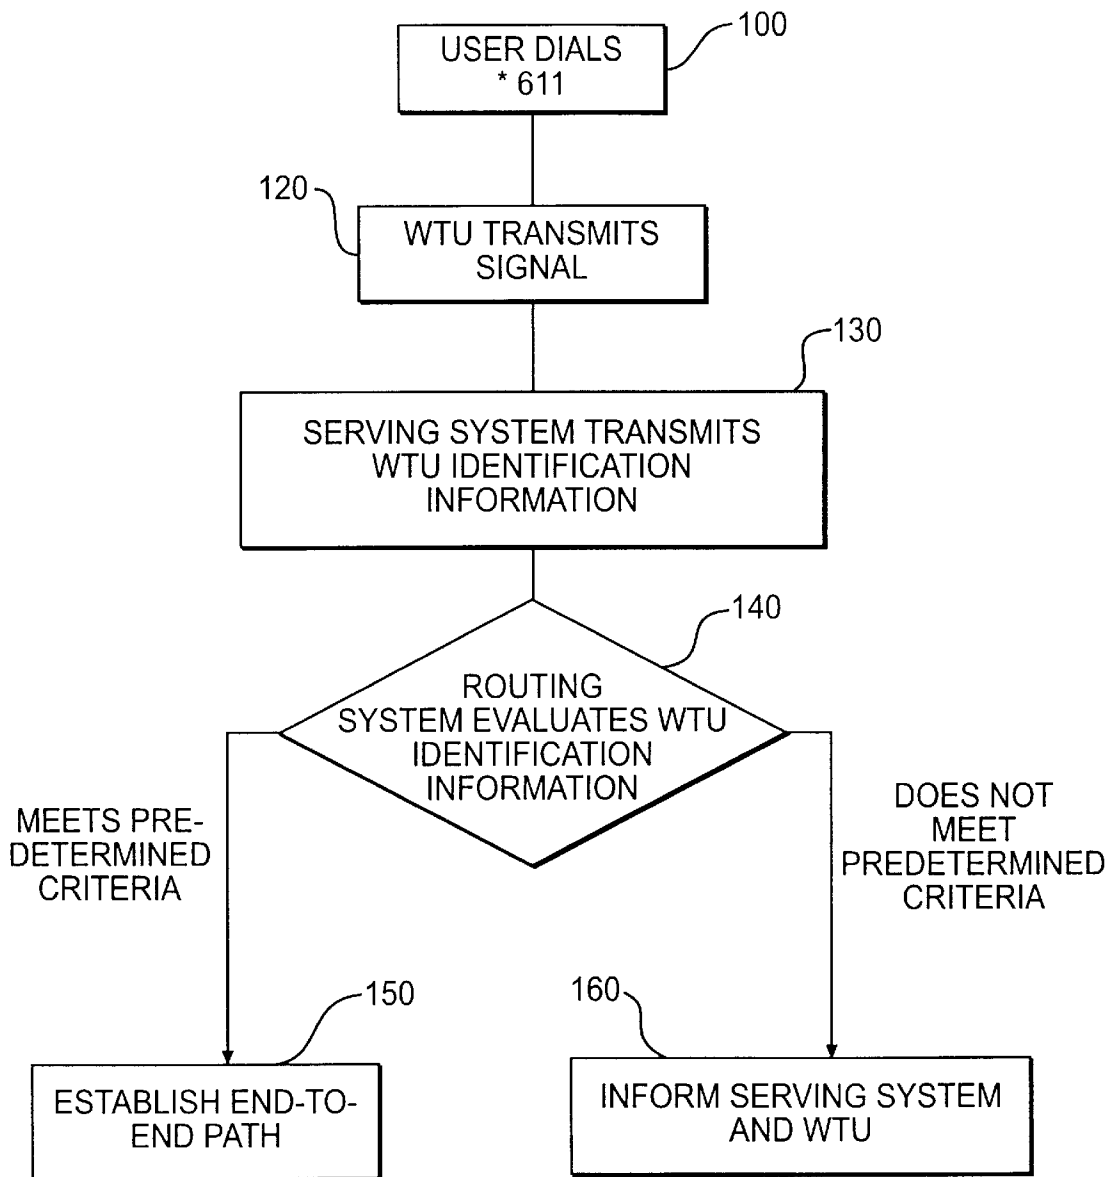 100
USER DIALS
* 611
120
WTU TRANSMITS
SIGNAL
130
SERVING SYSTEM TRANSMITS
WTU IDENTIFICATION
INFORMATION
140
ROUTING
SYSTEM EVALUATES WTU
IDENTIFICATION
INFORMATION
MEETS PRE-
DETERMINED
CRITERIA
DOES NOT
MEET
PREDETERMINED
CRITERIA
150
ESTABLISH END-TO-
END PATH
160
INFORM SERVING SYSTEM
AND WTU